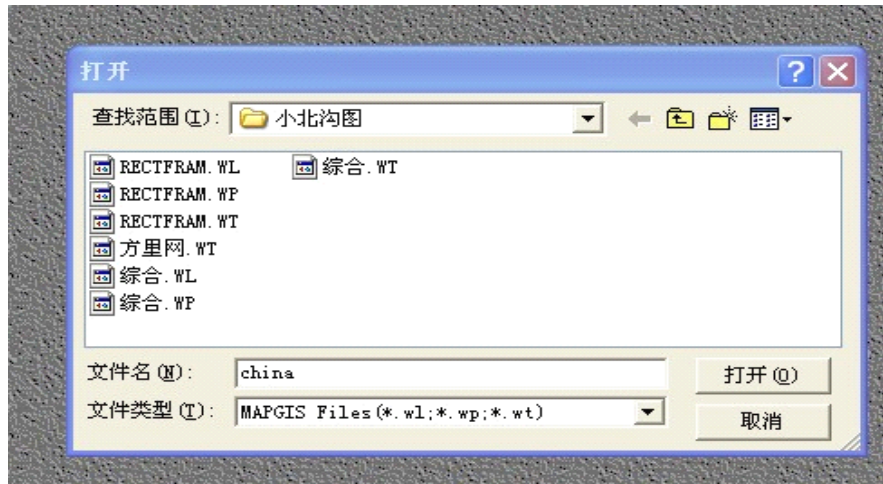 打开
查找范围(I): 小北沟图
RECTFRAM.WL 综合.WT
RECTFRAM.WP
RECTFRAM.WT
方里网.WT
综合.WL
综合.WP
文件名(N): china 打开(O)
文件类型(T): MAPGIS Files(*.wl;*.wp;*.wt) 取消